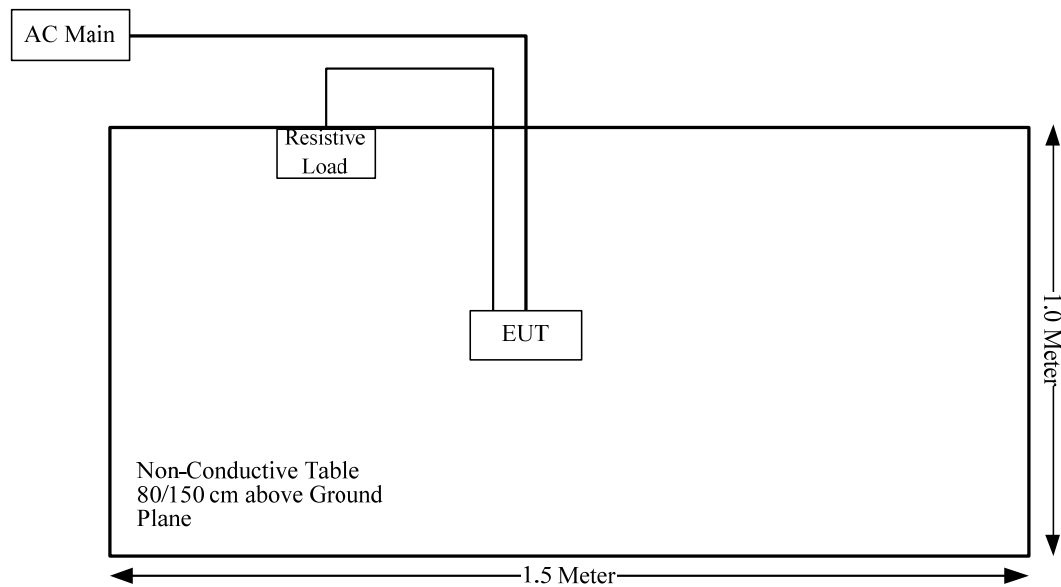 AC Main
Resistive
Load
EUT
1.0 Meter
Non-Conductive Table
80/150 cm above Ground
Plane
1.5 Meter